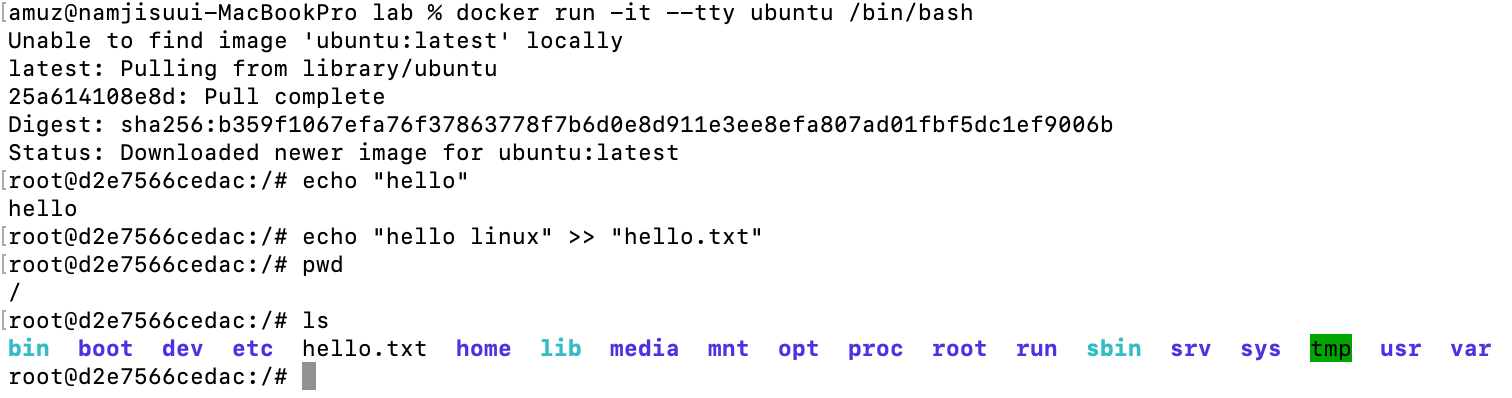 [amuz@namjisuui-MacBookPro lab % docker run -it --tty ubuntu /bin/bash
Unable to find image 'ubuntu:latest' locally
latest: Pulling from library/ubuntu
25a614108e8d: Pull complete
Digest: sha256:b359f1067efa76f37863778f7b6d0e8d911e3ee8efa807ad01fbf5dc1ef9006b
Status: Downloaded newer image for ubuntu:latest
[root@d2e7566cedac:/# echo "hello"
hello
[root@d2e7566cedac:/# echo "hello linux" >> "hello.txt"
[root@d2e7566cedac:/# pwd
/
[root@d2e7566cedac:/# ls
bin boot dev etc hello.txt home lib media mnt opt proc root run sbin srv sys tmp usr var
root@d2e7566cedac:/#